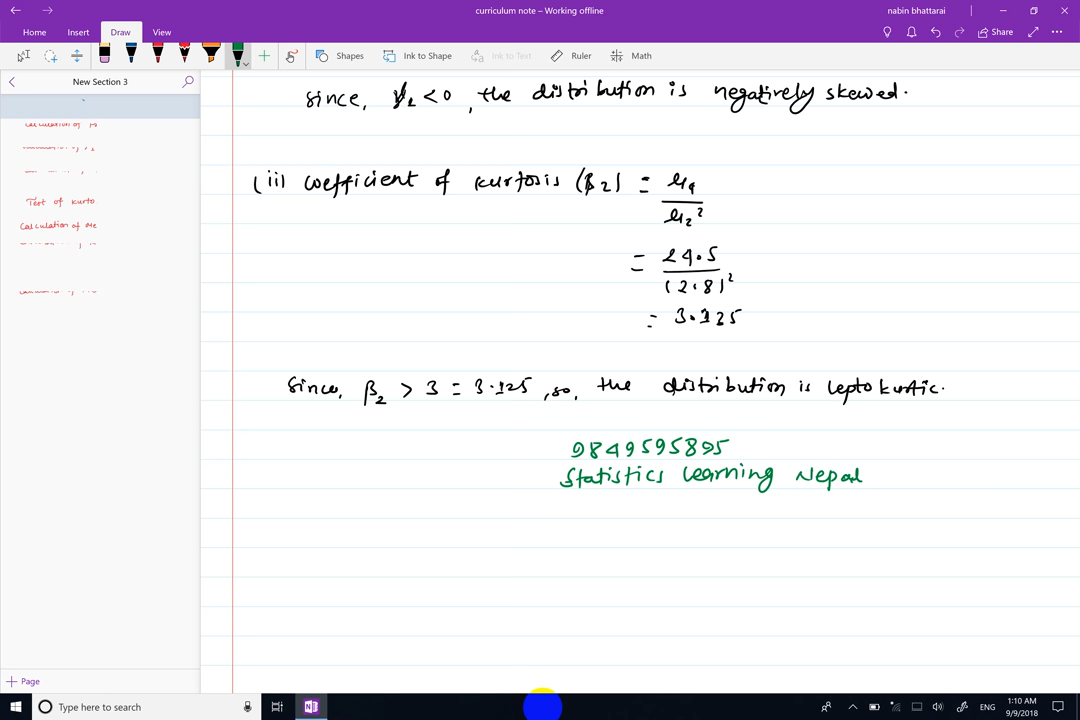 curriculum note – Working offline
nabin bhattarai
Home Insert Draw View
Share
Shapes Ink to Shape Ink to Text Ruler Math
New Section 3
since, γ₁ < 0, the distribution is negatively skewed.
(ii) coefficient of kurtosis (β₂) = μ₄
μ₂²
= 24.5
(2.8)²
= 3.125
Since, β₂ > 3 = 3.125, so, the distribution is leptokurtic.
9849595895
Statistics Learning Nepal
Test of kurto
Calculation of Me
Page
Type here to search
ENG
1:10 AM
9/9/2018